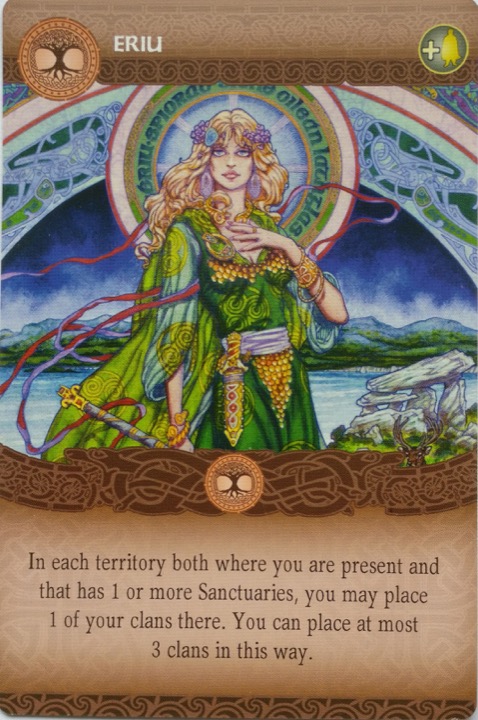 ERIU
In each territory both where you are present and
that has 1 or more Sanctuaries, you may place
1 of your clans there. You can place at most
3 clans in this way.